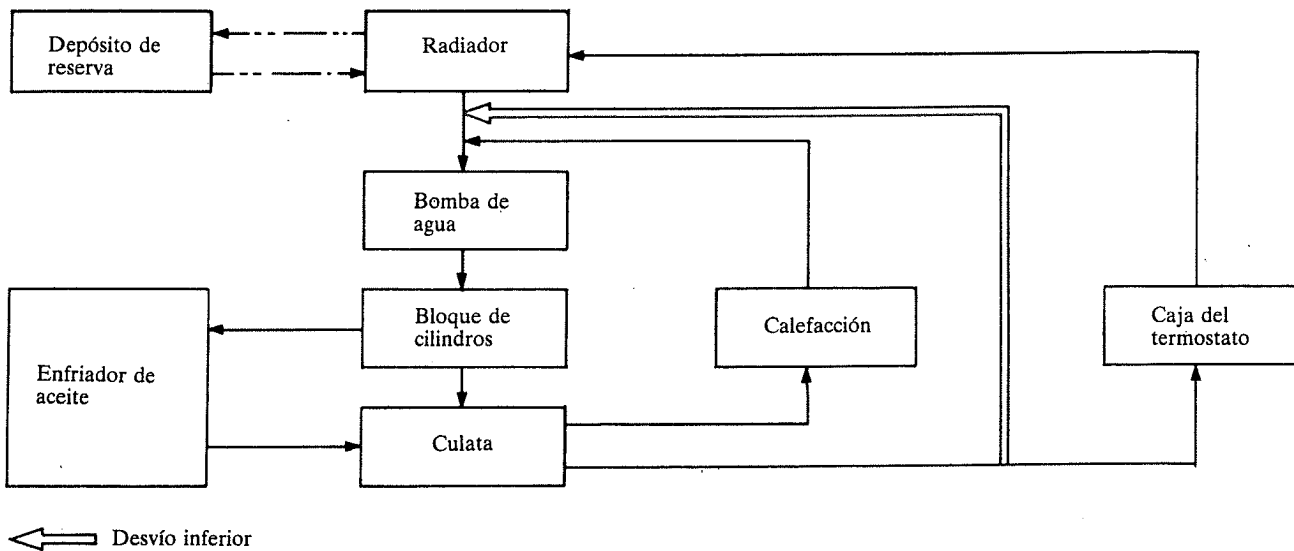 Depósito de
reserva
Radiador
Bomba de
agua
Bloque de
cilindros
Calefacción
Caja del
termostato
Enfriador de
aceite
Culata
Desvío inferior